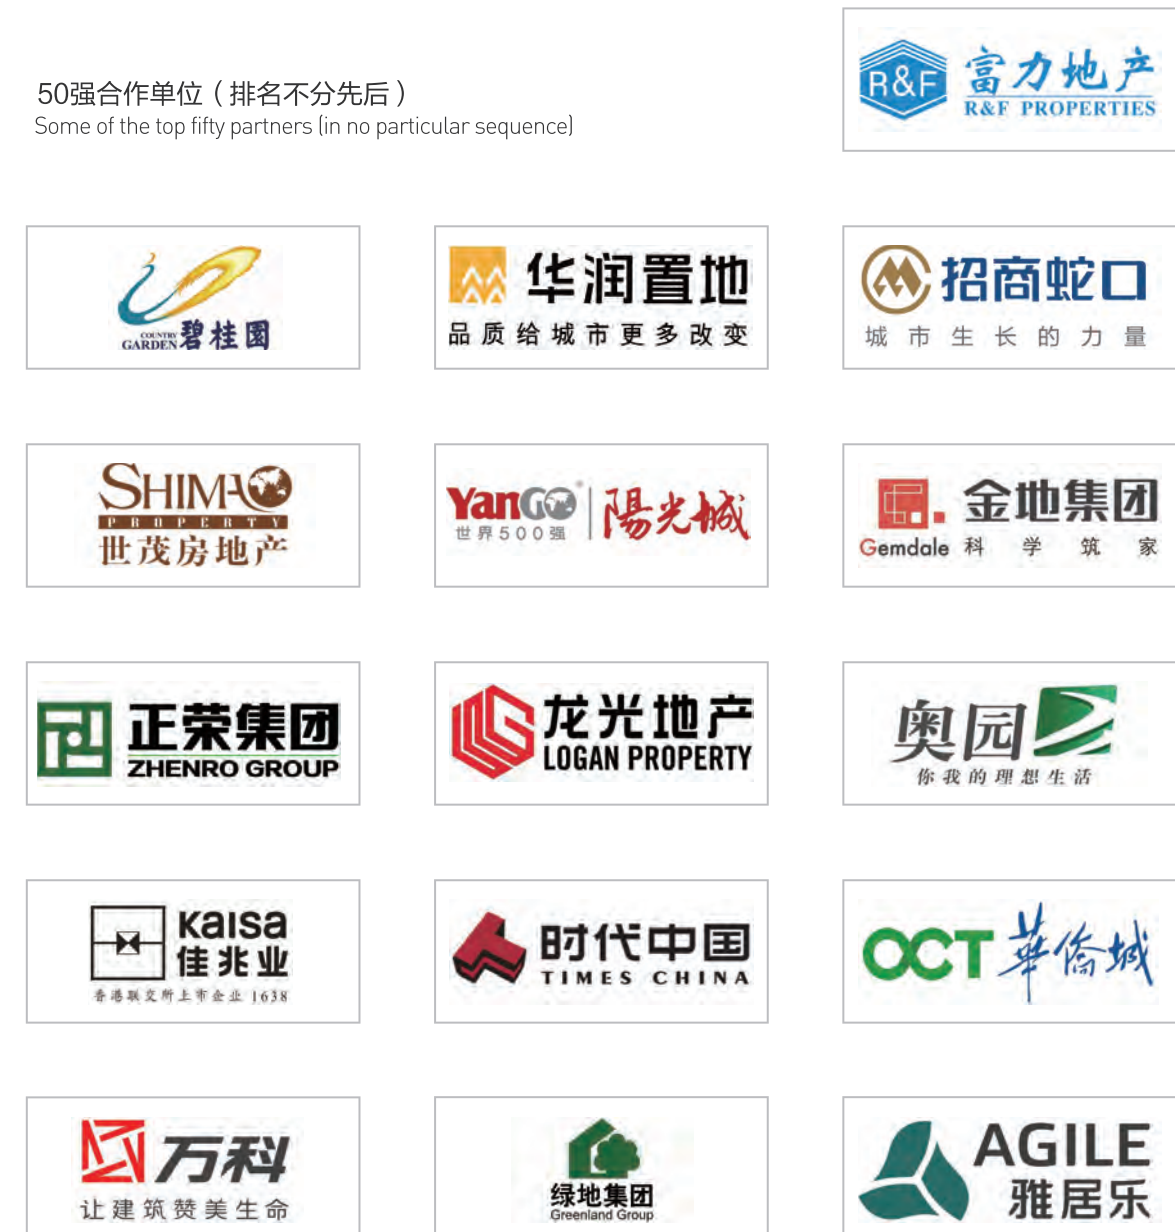 50强合作单位（排名不分先后）
Some of the top fifty partners (in no particular sequence)
R&F
富力地产
R&F PROPERTIES
COUNTRY
GARDEN 碧桂園
华润置地
品质给城市更多改变
招商蛇口
城市生长的力量
SHIMAO
PROPERTY
世茂房地产
YanGO
世界500强
陽光城
金地集团
Gemdale 科学筑家
正荣集团
ZHENRO GROUP
龙光地产
LOGAN PROPERTY
奥园
你我的理想生活
Kaisa
佳兆业
香港联交所上市企业 1638
时代中国
TIMES CHINA
OCT 華僑城
万科
让建筑赞美生命
绿地集团
Greenland Group
AGILE
雅居乐